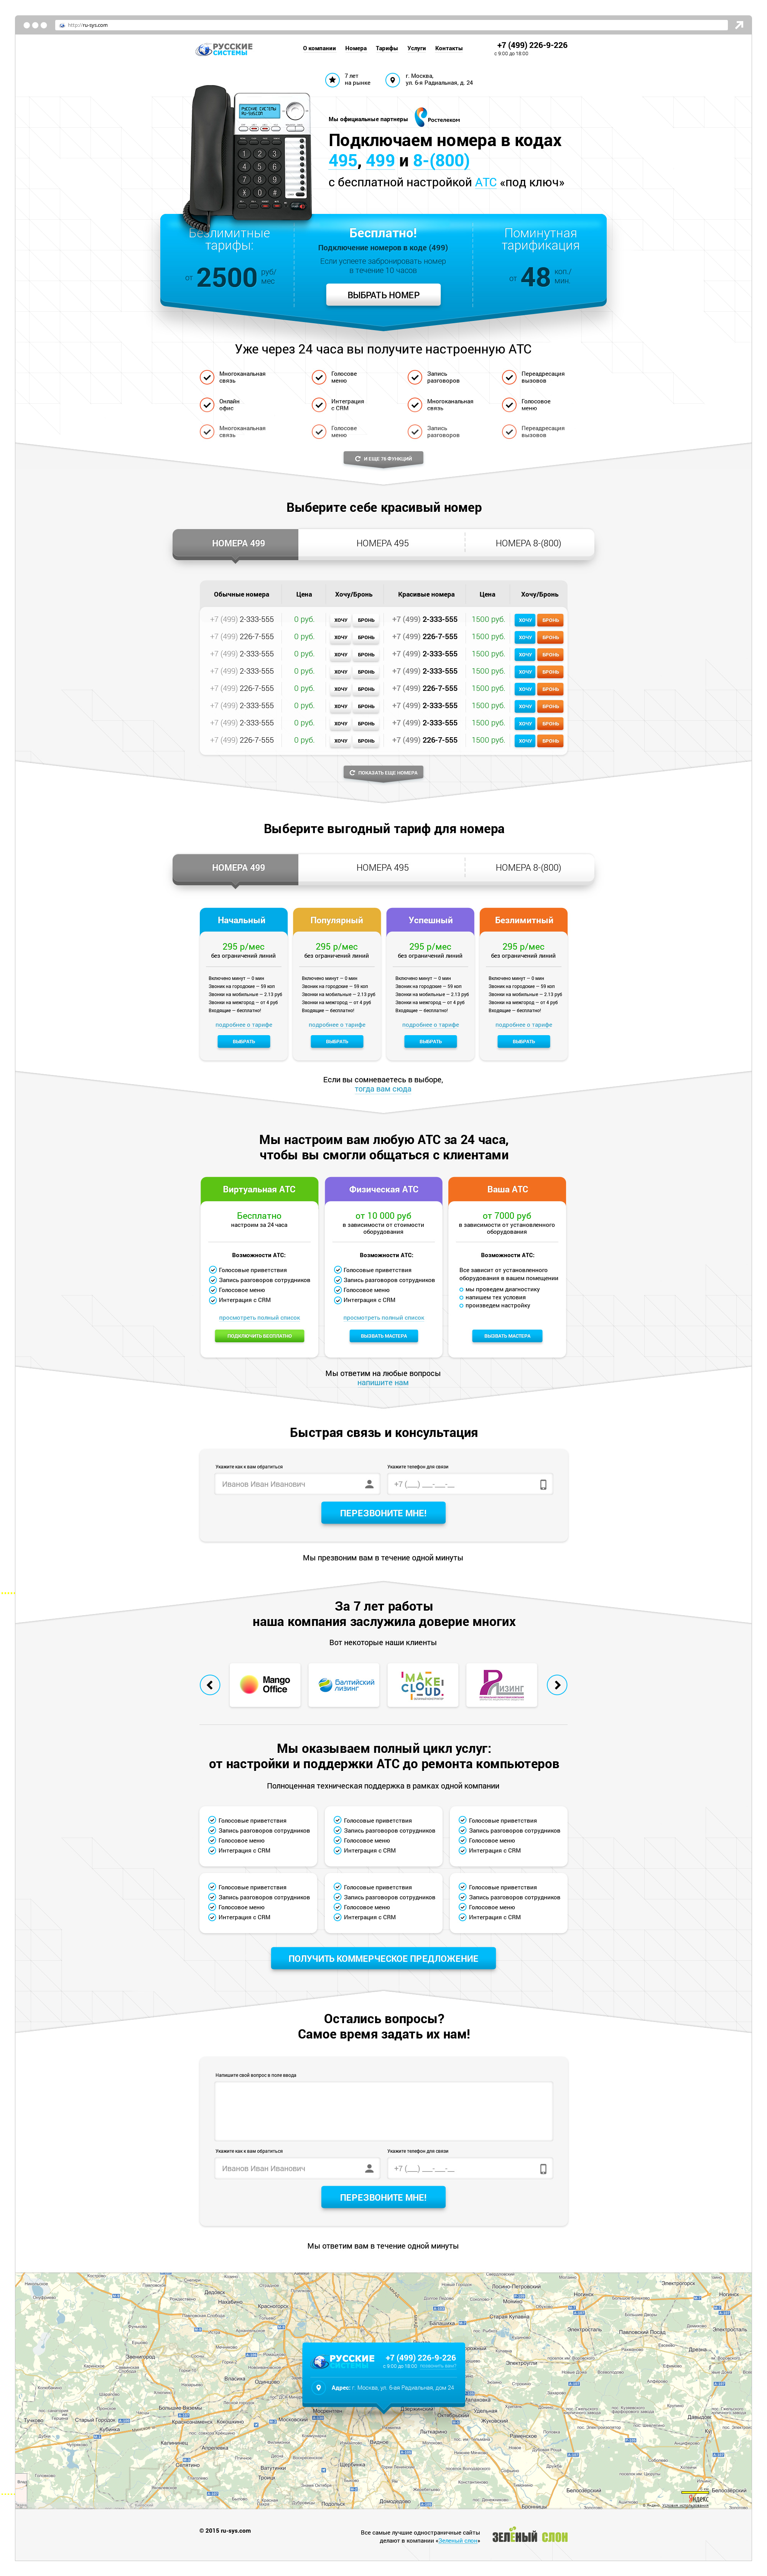 http://ru-sys.com
РУССКИЕ
СИСТЕМЫ
О компании Номера Тарифы Услуги Контакты
+7 (499) 226-9-226
с 9:00 до 18:00
7 лет
на рынке
г. Москва,
ул. 6-я Радиальная, д. 24
Мы официальные партнеры
Ростелеком
Подключаем номера в кодах
495, 499 и 8-(800)
с бесплатной настройкой АТС «под ключ»
Безлимитные
тарифы:
от 2500 руб/
мес
Бесплатно!
Подключение номеров в коде (499)
Если успеете забронировать номер
в течение 10 часов
ВЫБРАТЬ НОМЕР
Поминутная
тарификация
от 48 коп./
мин.
Уже через 24 часа вы получите настроенную АТС
Многоканальная
связь
Голосове
меню
Запись
разговоров
Переадресация
вызовов
Онлайн
офис
Интеграция
с CRM
Многоканальная
связь
Голосовое
меню
Многоканальная
связь
Голосове
меню
Запись
разговоров
Переадресация
вызовов
Выберите себе красивый номер
НОМЕРА 499 НОМЕРА 495 НОМЕРА 8-(800)
Обычные номера Цена Хочу/Бронь Красивые номера Цена Хочу/Бронь
+7 (499) 2-333-555 0 руб. ХОЧУ БРОНЬ +7 (499) 2-333-555 1500 руб. ХОЧУ БРОНЬ
+7 (499) 226-7-555 0 руб. ХОЧУ БРОНЬ +7 (499) 226-7-555 1500 руб. ХОЧУ БРОНЬ
+7 (499) 2-333-555 0 руб. ХОЧУ БРОНЬ +7 (499) 2-333-555 1500 руб. ХОЧУ БРОНЬ
+7 (499) 2-333-555 0 руб. ХОЧУ БРОНЬ +7 (499) 2-333-555 1500 руб. ХОЧУ БРОНЬ
+7 (499) 226-7-555 0 руб. ХОЧУ БРОНЬ +7 (499) 226-7-555 1500 руб. ХОЧУ БРОНЬ
+7 (499) 2-333-555 0 руб. ХОЧУ БРОНЬ +7 (499) 2-333-555 1500 руб. ХОЧУ БРОНЬ
+7 (499) 2-333-555 0 руб. ХОЧУ БРОНЬ +7 (499) 2-333-555 1500 руб. ХОЧУ БРОНЬ
+7 (499) 226-7-555 0 руб. ХОЧУ БРОНЬ +7 (499) 226-7-555 1500 руб. ХОЧУ БРОНЬ
ПОКАЗАТЬ ЕЩЕ НОМЕРА
Выберите выгодный тариф для номера
НОМЕРА 499 НОМЕРА 495 НОМЕРА 8-(800)
Начальный
295 р/мес
без ограничений линий
Включено минут — 0 мин
Звонки на городские — 59 коп
Звонки на мобильные — 2.13 руб
Звонки на межгород — от 4 руб
Входящие — бесплатно!
подробнее о тарифе
ВЫБРАТЬ
Популярный
295 р/мес
без ограничений линий
Включено минут — 0 мин
Звонки на городские — 59 коп
Звонки на мобильные — 2.13 руб
Звонки на межгород — от 4 руб
Входящие — бесплатно!
подробнее о тарифе
ВЫБРАТЬ
Успешный
295 р/мес
без ограничений линий
Включено минут — 0 мин
Звонки на городские — 59 коп
Звонки на мобильные — 2.13 руб
Звонки на межгород — от 4 руб
Входящие — бесплатно!
подробнее о тарифе
ВЫБРАТЬ
Безлимитный
295 р/мес
без ограничений линий
Включено минут — 0 мин
Звонки на городские — 59 коп
Звонки на мобильные — 2.13 руб
Звонки на межгород — от 4 руб
Входящие — бесплатно!
подробнее о тарифе
ВЫБРАТЬ
Если вы сомневаетесь в выборе,
тогда вам сюда
Мы настроим вам любую АТС за 24 часа,
чтобы вы смогли общаться с клиентами
Виртуальная АТС
Бесплатно
настроим за 24 часа
Возможности АТС:
Голосовые приветствия
Запись разговоров сотрудников
Голосовое меню
Интеграция с CRM
просмотреть полный список
ПОДКЛЮЧИТЬ БЕСПЛАТНО!
Физическая АТС
от 10 000 руб
в зависимости от стоимости
оборудования
Возможности АТС:
Голосовые приветствия
Запись разговоров сотрудников
Голосовое меню
Интеграция с CRM
просмотреть полный список
ВЫЗВАТЬ МАСТЕРА
Ваша АТС
от 7000 руб
в зависимости от установленного
оборудования
Возможности АТС:
Все зависит от установленного
оборудования в вашем помещении
мы проведем диагностику
напишем тех условия
произведем настройку
ВЫЗВАТЬ МАСТЕРА
Мы ответим на любые вопросы
напишите нам
Быстрая связь и консультация
Укажите как к вам обратиться
Иванов Иван Иванович
Укажите телефон для связи
+7 (___) ___-___-__
ПЕРЕЗВОНИТЕ МНЕ!
Мы презвоним вам в течение одной минуты
За 7 лет работы
наша компания заслужила доверие многих
Вот некоторые наши клиенты
Mango
Office
Балтийский
лизинг
MAKE
CLOUD.
Лизинг
Мы оказываем полный цикл услуг:
от настройки и поддержки АТС до ремонта компьютеров
Полноценная техническая поддержка в рамках одной компании
Голосовые приветствия
Запись разговоров сотрудников
Голосовое меню
Интеграция с CRM
Голосовые приветствия
Запись разговоров сотрудников
Голосовое меню
Интеграция с CRM
Голосовые приветствия
Запись разговоров сотрудников
Голосовое меню
Интеграция с CRM
Голосовые приветствия
Запись разговоров сотрудников
Голосовое меню
Интеграция с CRM
Голосовые приветствия
Запись разговоров сотрудников
Голосовое меню
Интеграция с CRM
Голосовые приветствия
Запись разговоров сотрудников
Голосовое меню
Интеграция с CRM
ПОЛУЧИТЬ КОММЕРЧЕСКОЕ ПРЕДЛОЖЕНИЕ
Остались вопросы?
Самое время задать их нам!
Напишите свой вопрос в поле ввода
Укажите как к вам обратиться
Иванов Иван Иванович
Укажите телефон для связи
+7 (___) ___-___-__
ПЕРЕЗВОНИТЕ МНЕ!
Мы ответим вам в течение одной минуты
РУССКИЕ
СИСТЕМЫ
+7 (499) 226-9-226
с 9:00 до 18:00
Адрес: г. Москва, ул. 6-ая Радиальная, дом 24
© 2015 ru-sys.com
Все самые лучшие одностраничные сайты
делают в компании «Зеленый слон»
ЗЕЛЁНЫЙ СЛОН